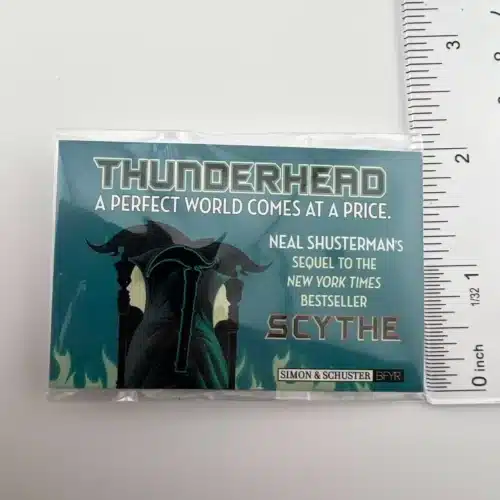 THUNDERHEAD
A PERFECT WORLD COMES AT A PRICE.
NEAL SHUSTERMAN'S
SEQUEL TO THE
NEW YORK TIMES
BESTSELLER
SCYTHE
SIMON & SCHUSTER BFYR
3
2
1
1/32
0 inch